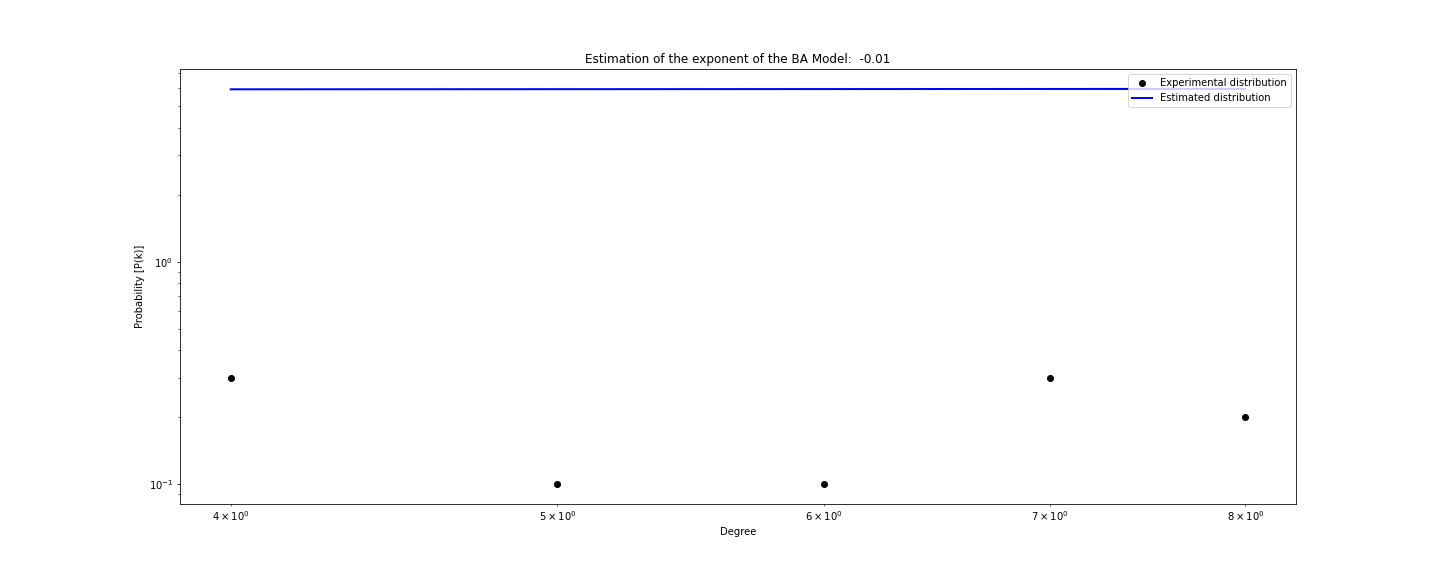 Estimation of the exponent of the BA Model:  -0.01
Experimental distribution
Estimated distribution
Probability [P(k)]
10⁰
10⁻¹
4 × 10⁰
5 × 10⁰
6 × 10⁰
7 × 10⁰
8 × 10⁰
Degree